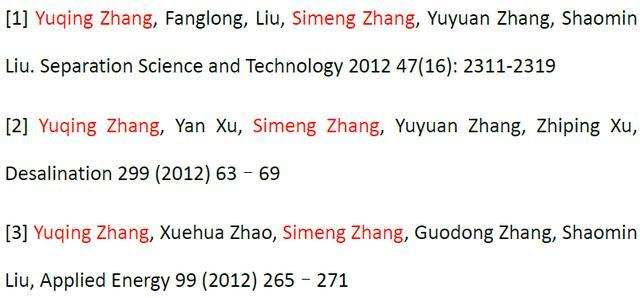 [1] Yuqing Zhang, Fanglong, Liu, Simeng Zhang, Yuyuan Zhang, Shaomin
Liu. Separation Science and Technology 2012 47(16): 2311-2319
[2] Yuqing Zhang, Yan Xu, Simeng Zhang, Yuyuan Zhang, Zhiping Xu,
Desalination 299 (2012) 63 – 69
[3] Yuqing Zhang, Xuehua Zhao, Simeng Zhang, Guodong Zhang, Shaomin
Liu, Applied Energy 99 (2012) 265 – 271